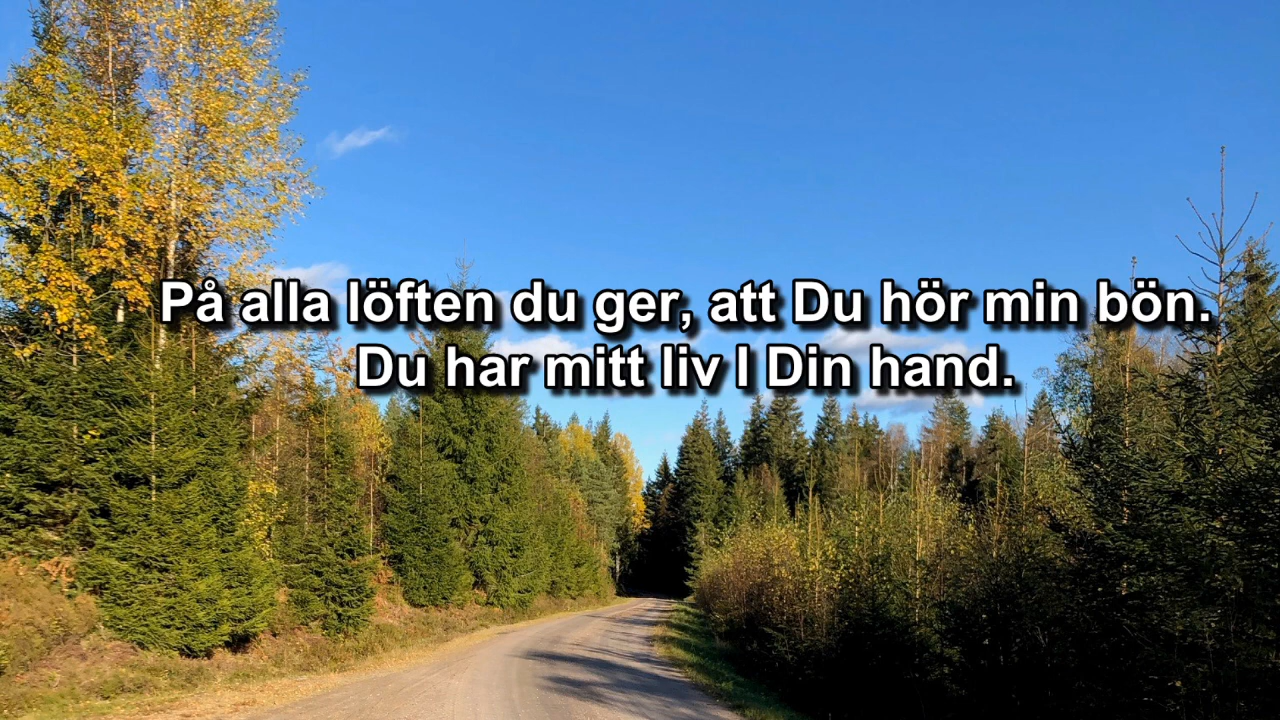 På alla löften du ger, att Du hör min bön.
Du har mitt liv I Din hand.